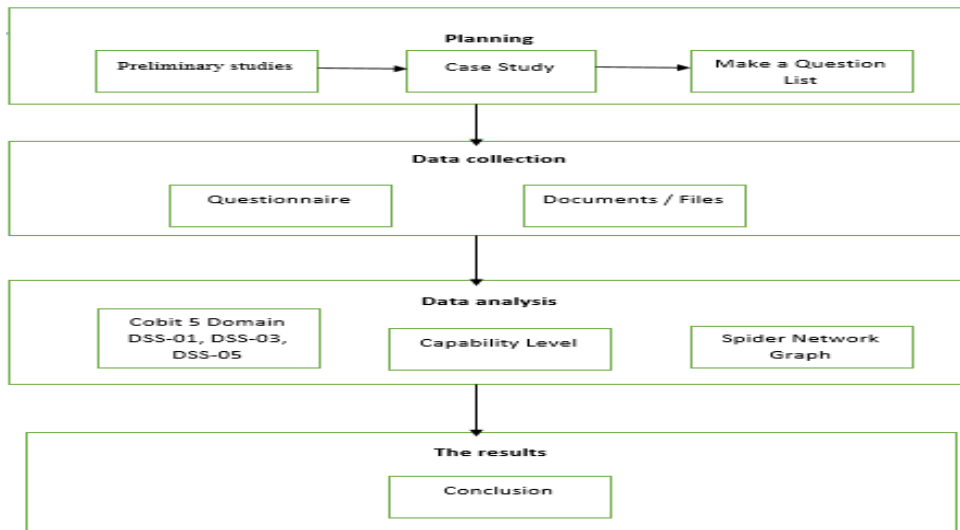 Planning
Preliminary studies
Case Study
Make a Question
List
Data collection
Questionnaire
Documents / Files
Data analysis
Cobit 5 Domain
DSS-01, DSS-03,
DSS-05
Capability Level
Spider Network
Graph
The results
Conclusion